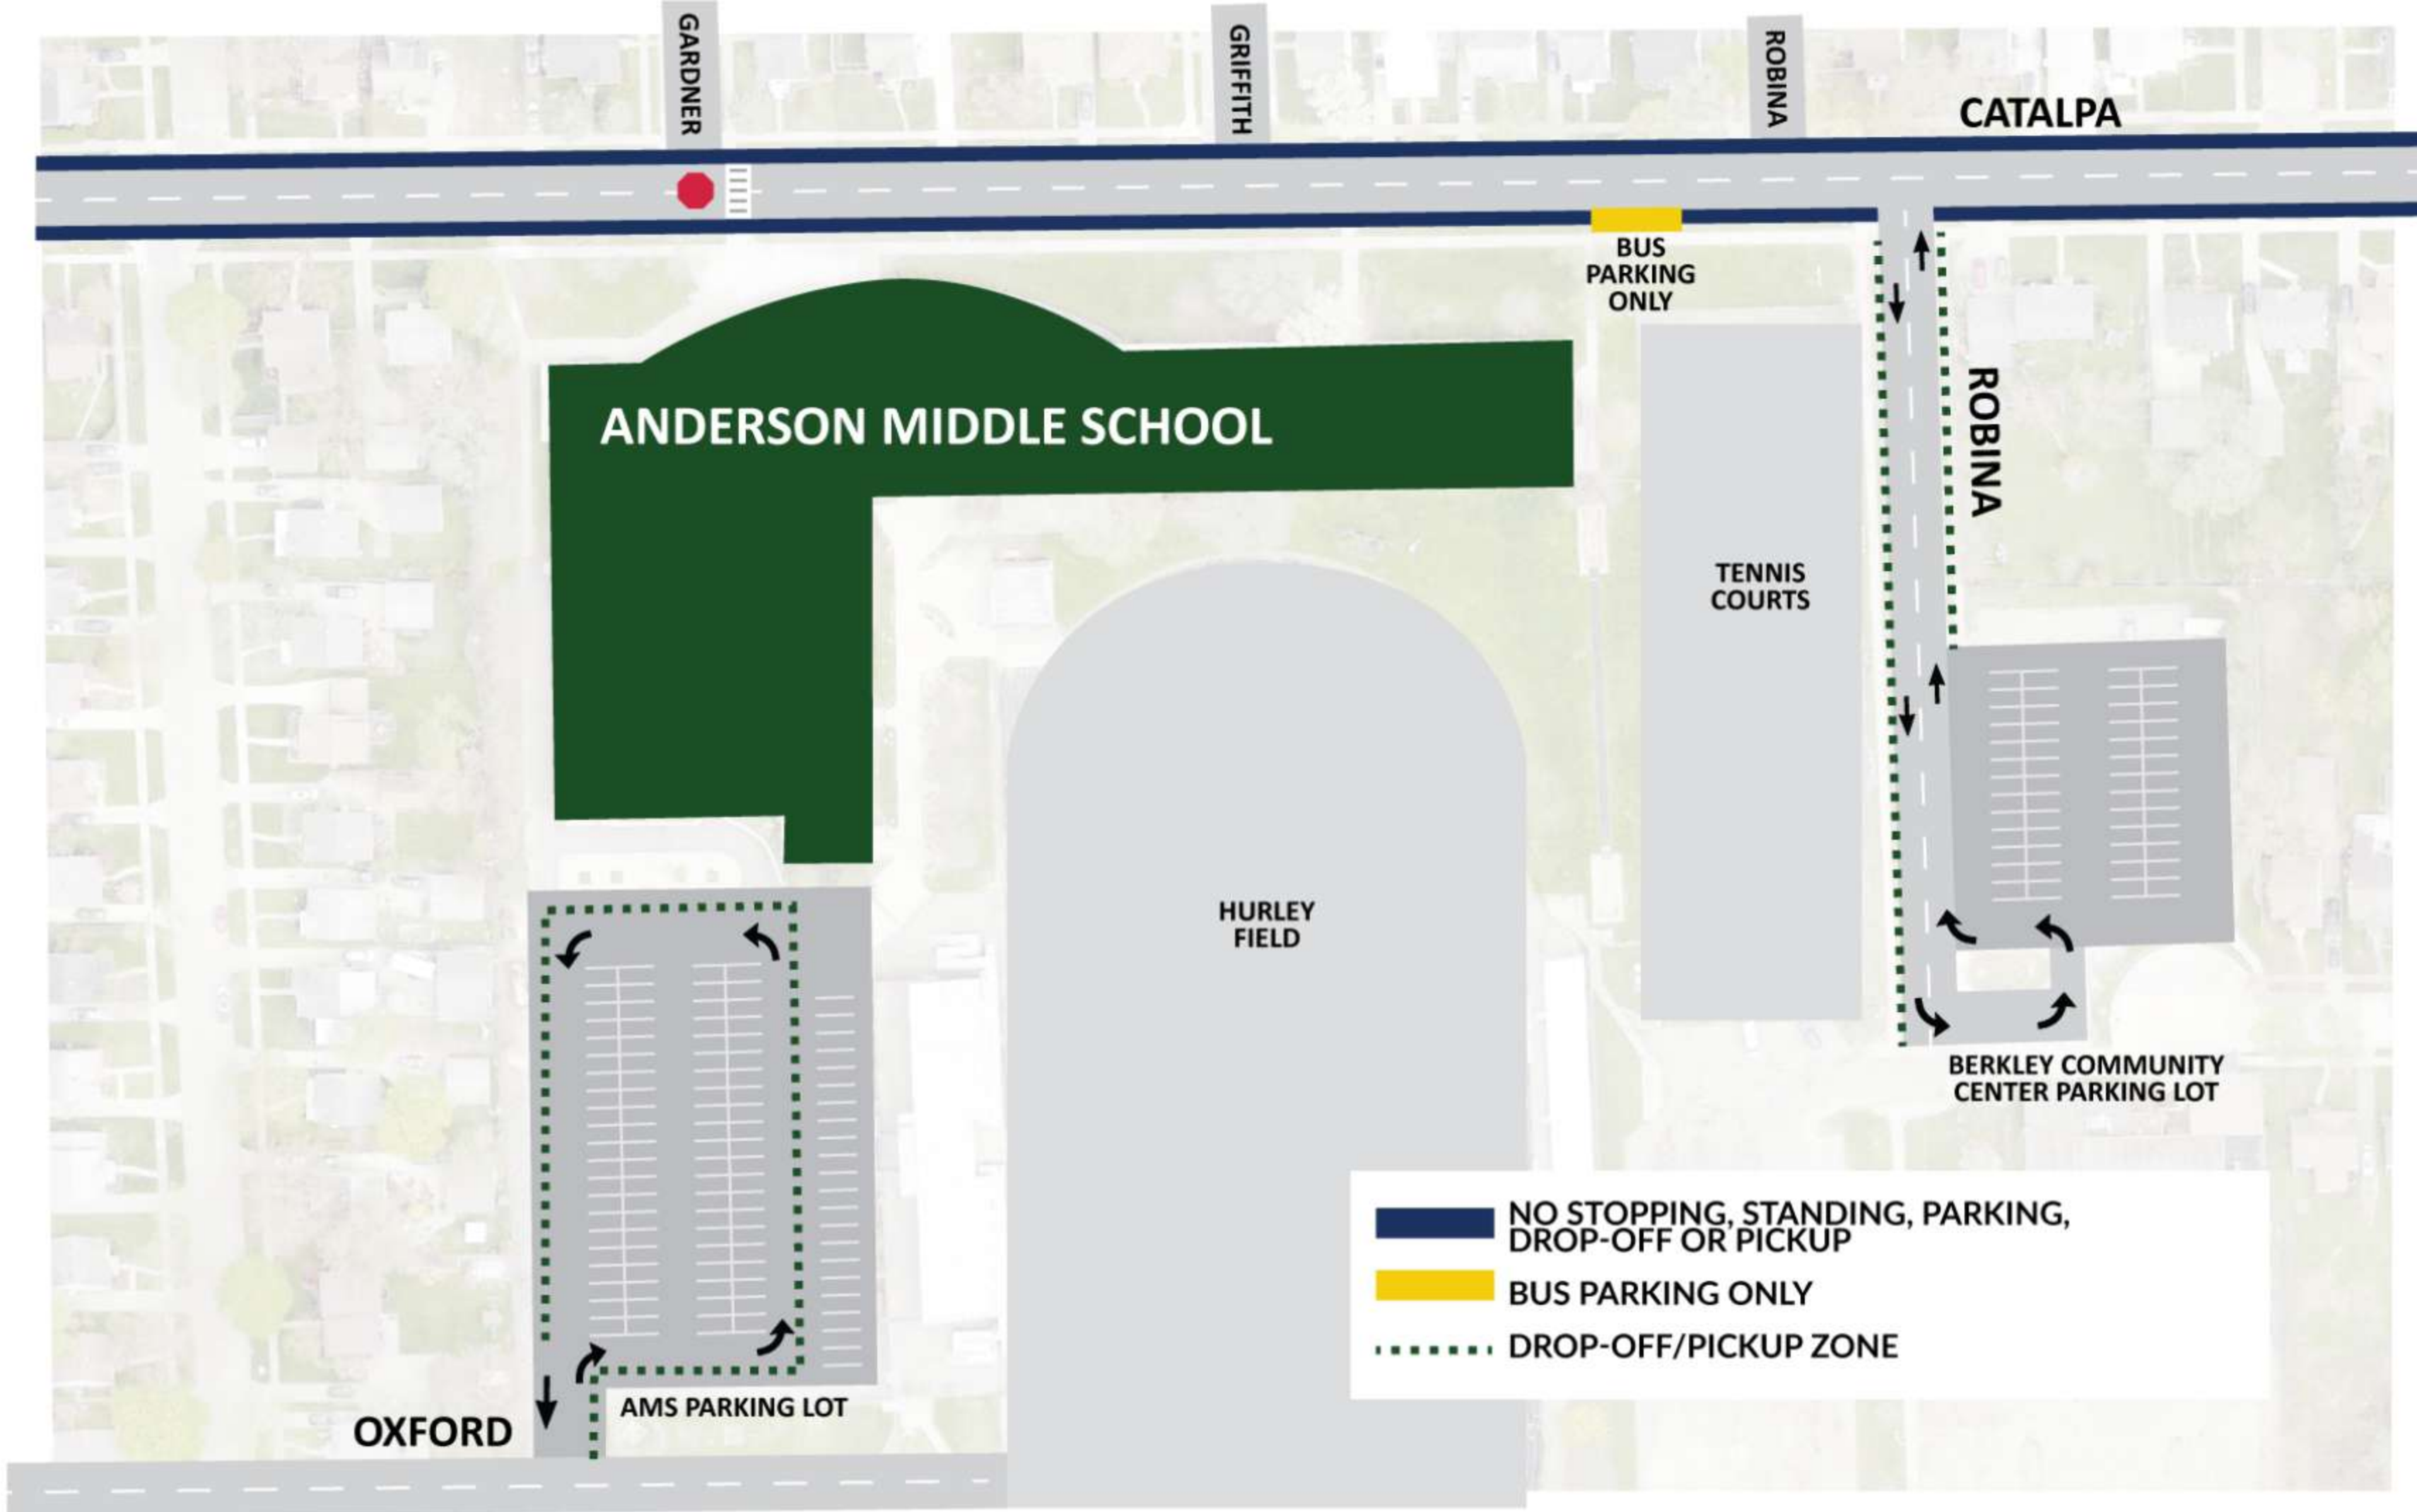 GARDNER
GRIFFITH
ROBINA
CATALPA
BUS
PARKING
ONLY
ANDERSON MIDDLE SCHOOL
ROBINA
TENNIS
COURTS
HURLEY
FIELD
BERKLEY COMMUNITY
CENTER PARKING LOT
NO STOPPING, STANDING, PARKING,
DROP-OFF OR PICKUP
BUS PARKING ONLY
DROP-OFF/PICKUP ZONE
AMS PARKING LOT
OXFORD